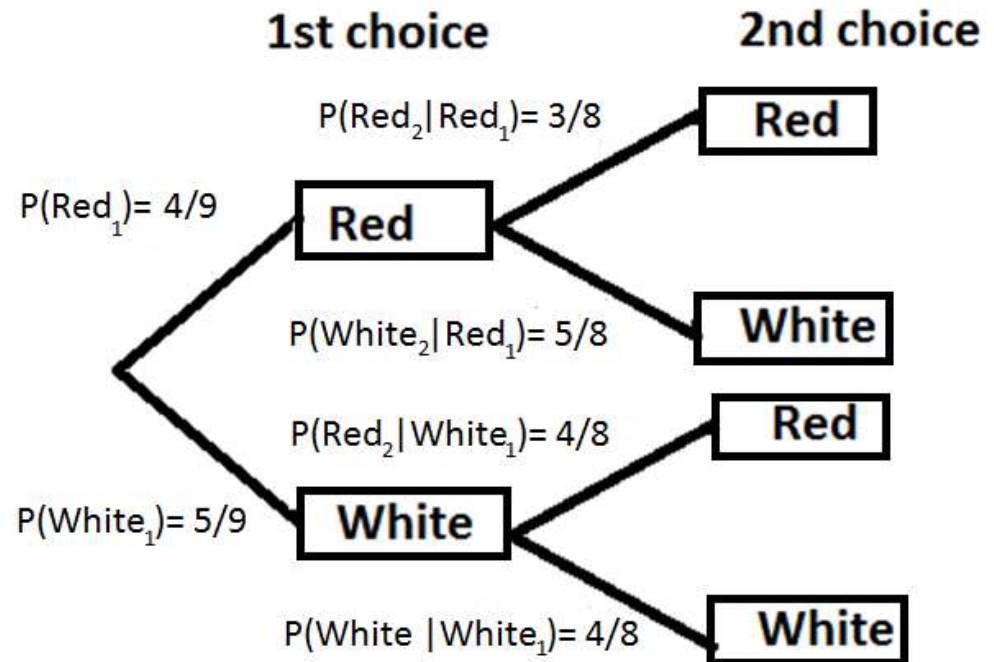 1st choice
2nd choice
P(Red₂|Red₁)= 3/8
Red
P(Red₁)= 4/9
Red
P(White₂|Red₁)= 5/8
White
P(Red₂|White₁)= 4/8
Red
P(White₁)= 5/9
White
P(White |White₁)= 4/8
White